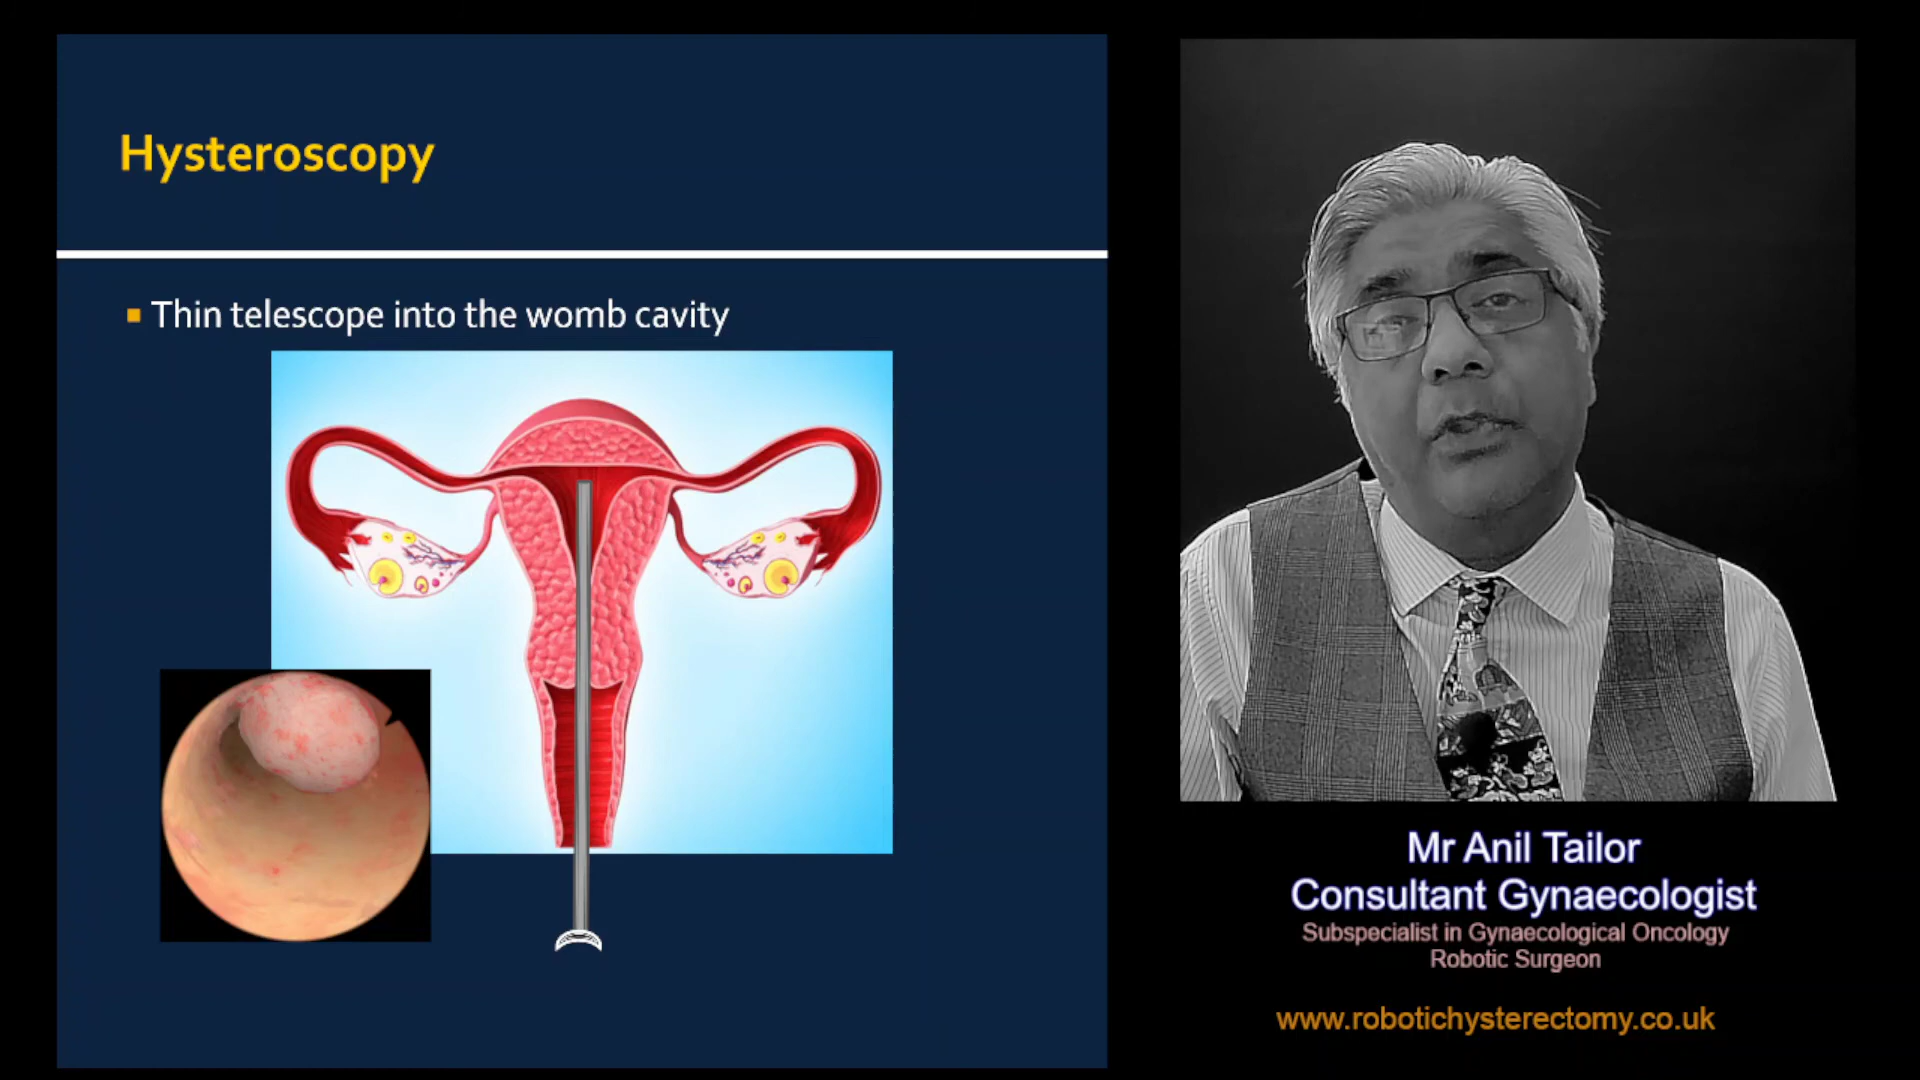 Hysteroscopy
Thin telescope into the womb cavity
Mr Anil Tailor
Consultant Gynaecologist
Subspecialist in Gynaecological Oncology
Robotic Surgeon
www.robotichysterectomy.co.uk